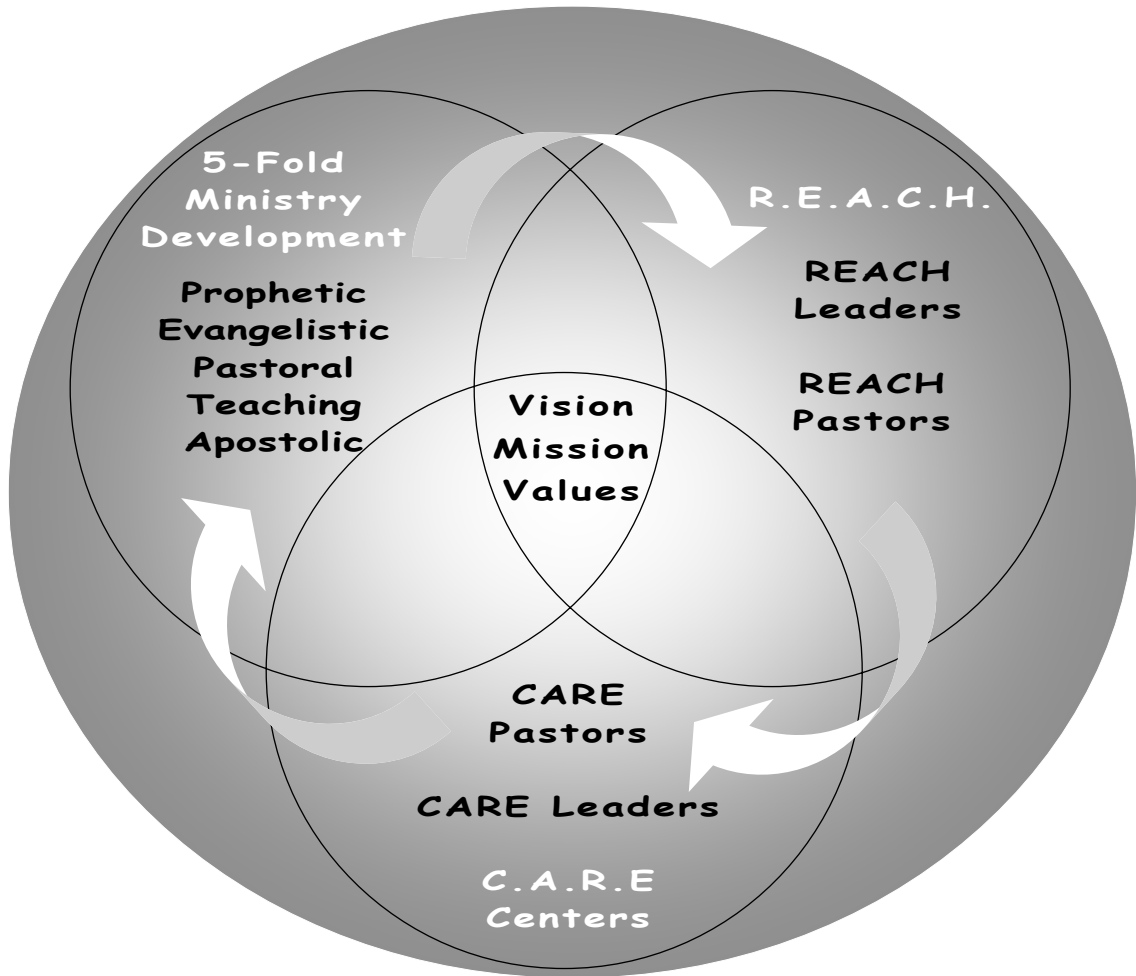 5-Fold
Ministry
Development
Prophetic
Evangelistic
Pastoral
Teaching
Apostolic
R.E.A.C.H.
REACH
Leaders
REACH
Pastors
Vision
Mission
Values
CARE
Pastors
CARE Leaders
C.A.R.E
Centers